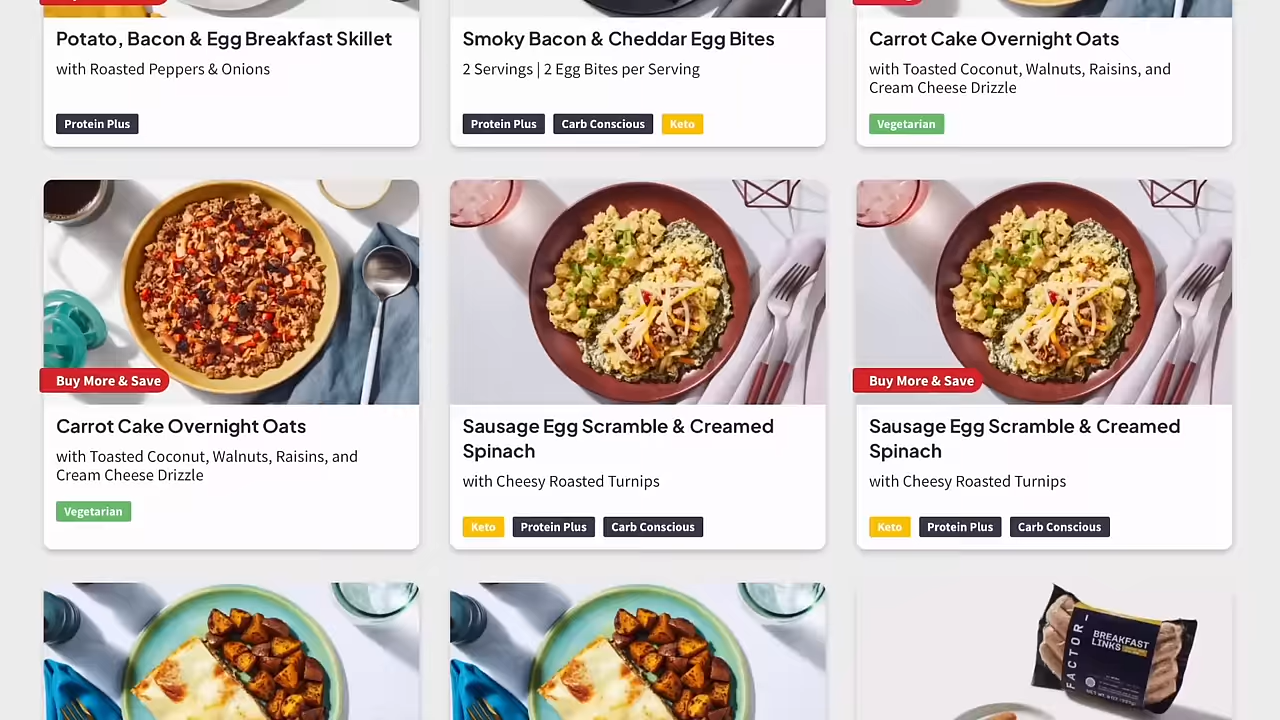 Potato, Bacon & Egg Breakfast Skillet
with Roasted Peppers & Onions
Protein Plus
Smoky Bacon & Cheddar Egg Bites
2 Servings | 2 Egg Bites per Serving
Protein Plus
Carb Conscious
Keto
Carrot Cake Overnight Oats
with Toasted Coconut, Walnuts, Raisins, and
Cream Cheese Drizzle
Vegetarian
Buy More & Save
Carrot Cake Overnight Oats
with Toasted Coconut, Walnuts, Raisins, and
Cream Cheese Drizzle
Vegetarian
Sausage Egg Scramble & Creamed
Spinach
with Cheesy Roasted Turnips
Keto
Protein Plus
Carb Conscious
Buy More & Save
Sausage Egg Scramble & Creamed
Spinach
with Cheesy Roasted Turnips
Keto
Protein Plus
Carb Conscious
FACTOR_
BREAKFAST
LINKS